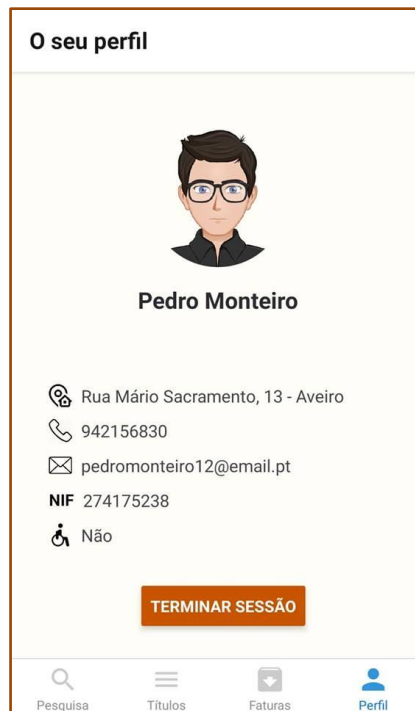 O seu perfil
Pedro Monteiro
Rua Mário Sacramento, 13 - Aveiro
942156830
pedromonteiro12@email.pt
NIF 274175238
Não
TERMINAR SESSÃO
Pesquisa Títulos Faturas Perfil